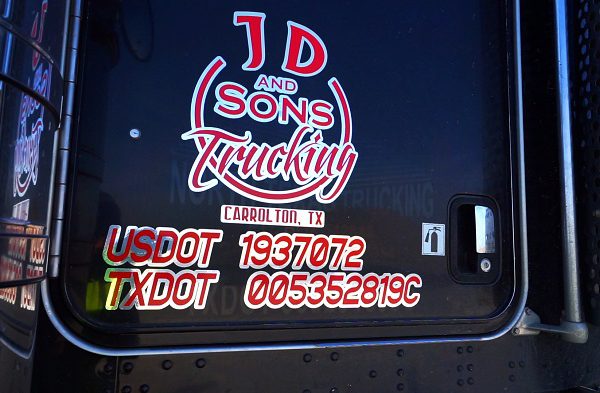 JD
AND
SONS
Trucking
CARROLTON, TX
USDOT 1937072
TXDOT 005352819C